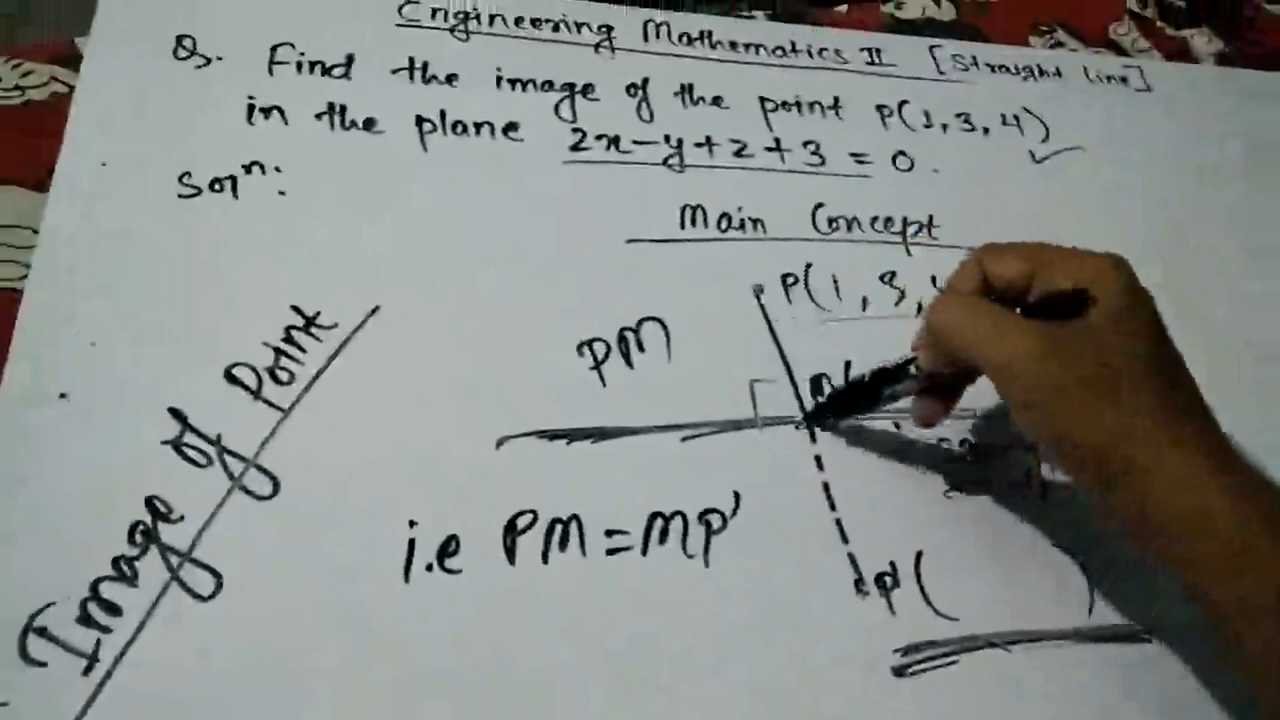 Engineering Mathematics II [Straight line]
Q. Find the image of the point P(1,3,4)
in the plane 2x-y+z+3=0.
Solⁿ:
Main Concept
P(1,3,
PM
i.e PM=MP'
P'( )
Image of Point